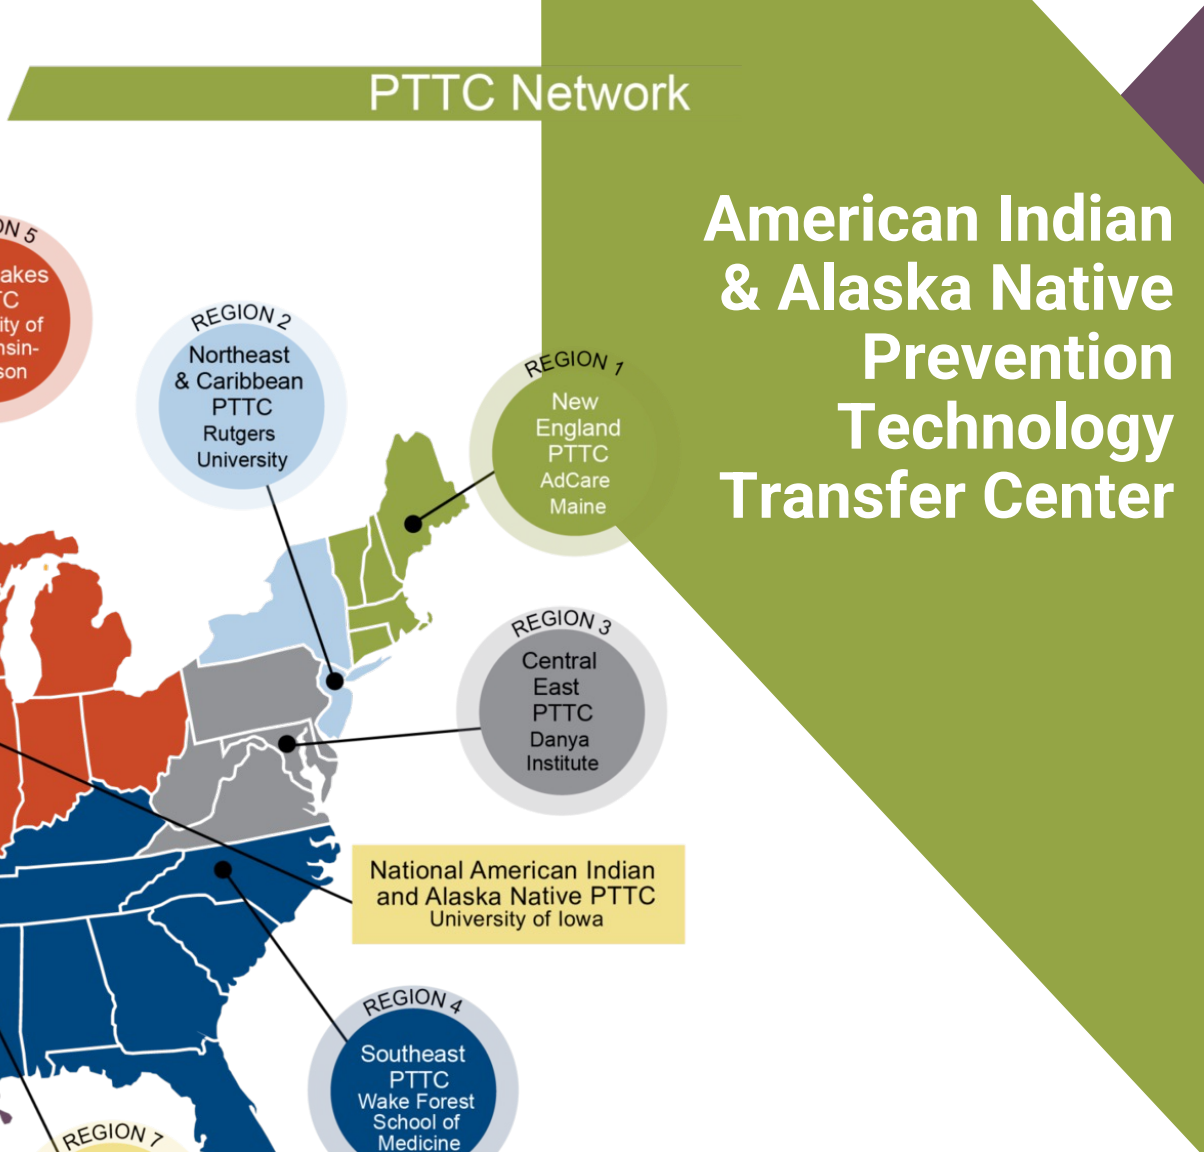 PTTC Network
American Indian
& Alaska Native
Prevention
Technology
Transfer Center
REGION 2
Northeast
& Caribbean
PTTC
Rutgers
University
REGION 1
New
England
PTTC
AdCare
Maine
REGION 3
Central
East
PTTC
Danya
Institute
National American Indian
and Alaska Native PTTC
University of Iowa
REGION 4
Southeast
PTTC
Wake Forest
School of
Medicine
REGION 7
5
of